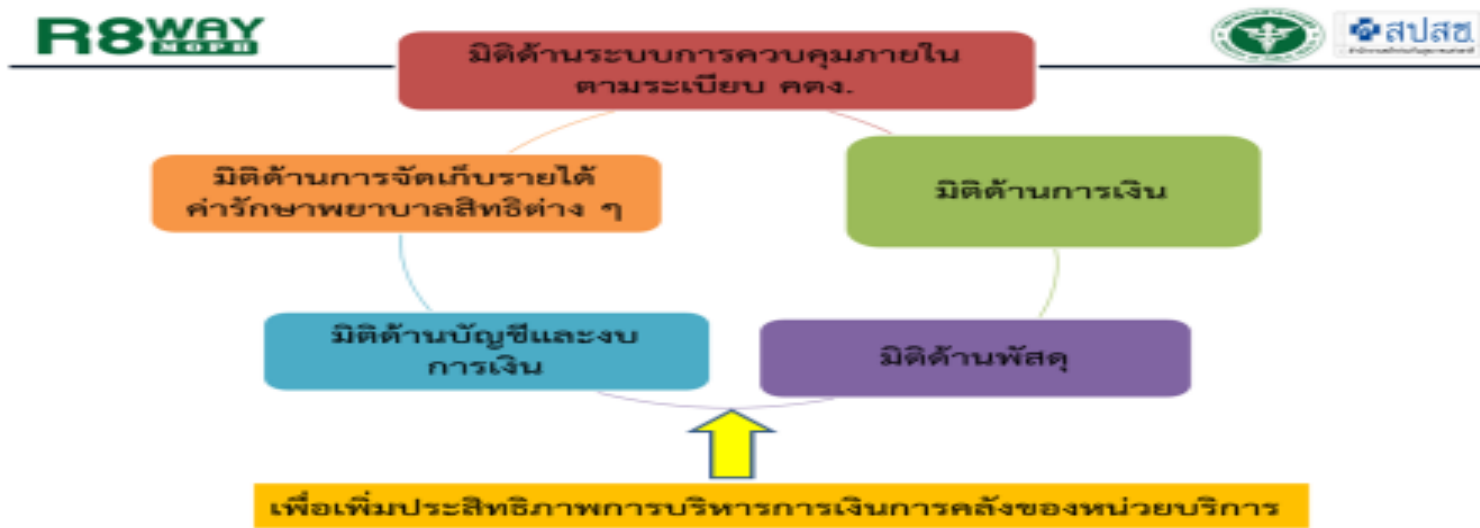 R8WAY
MOPH
สปสช
มิติด้านระบบการควบคุมภายใน
ตามระเบียบ คตง.
มิติด้านการจัดเก็บรายได้
ค่ารักษาพยาบาลสิทธิต่าง ๆ
มิติด้านการเงิน
มิติด้านบัญชีและงบ
การเงิน
มิติด้านพัสดุ
เพื่อเพิ่มประสิทธิภาพการบริหารการเงินการคลังของหน่วยบริการ